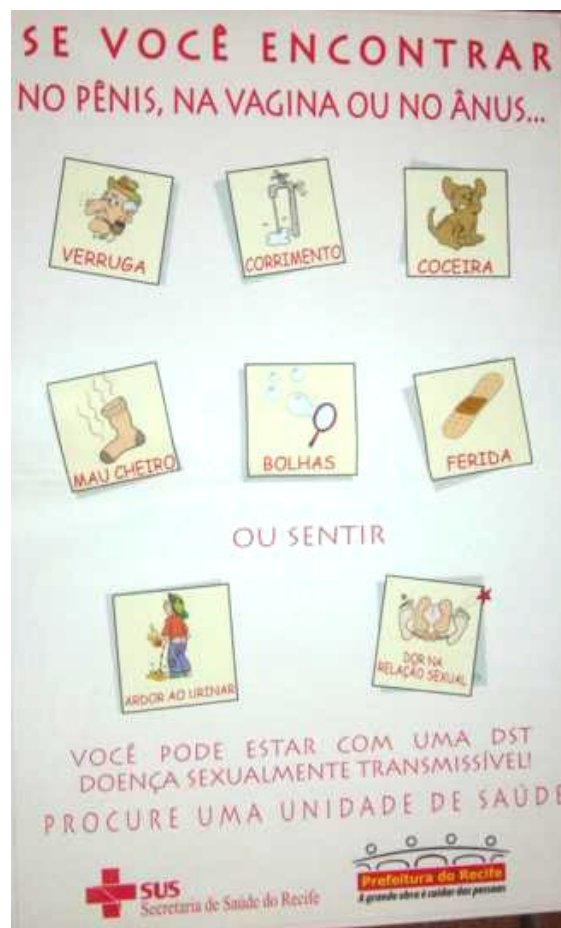 SE VOCÊ ENCONTRAR
NO PÊNIS, NA VAGINA OU NO ÂNUS...
VERRUGA
CORRIMENTO
COCEIRA
MAU CHEIRO
BOLHAS
FERIDA
OU SENTIR
ARDOR AO URINAR
DOR NA
RELAÇÃO SEXUAL
VOCÊ PODE ESTAR COM UMA DST
DOENÇA SEXUALMENTE TRANSMISSÍVEL!
PROCURE UMA UNIDADE DE SAÚDE
SUS
Secretaria de Saúde do Recife
Prefeitura do Recife
A grande obra é cuidar das pessoas